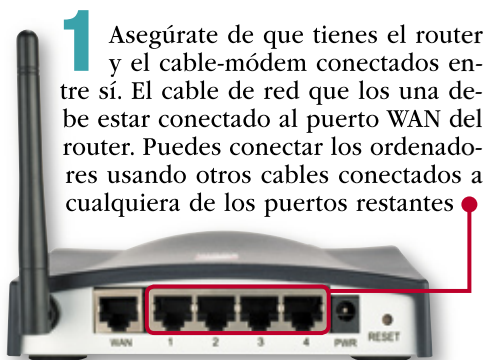 1 Asegúrate de que tienes el router
y el cable-módem conectados en-
tre sí. El cable de red que los una de-
be estar conectado al puerto WAN del
router. Puedes conectar los ordenado-
res usando otros cables conectados a
cualquiera de los puertos restantes
WAN 1 2 3 4 PWR RESET